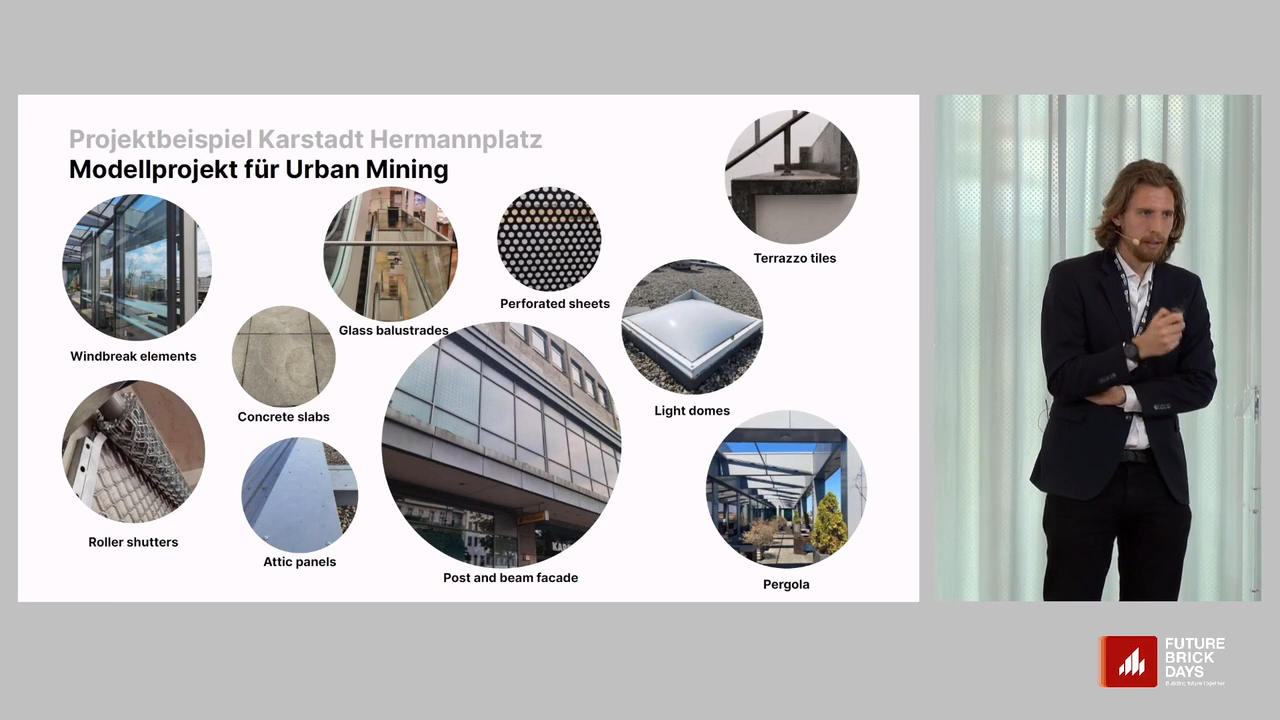 Projektbeispiel Karstadt Hermannplatz
Modellprojekt für Urban Mining
Terrazzo tiles
Perforated sheets
Glass balustrades
Windbreak elements
Light domes
Concrete slabs
Roller shutters
Attic panels
Post and beam facade
Pergola
FUTURE
BRICK
DAYS